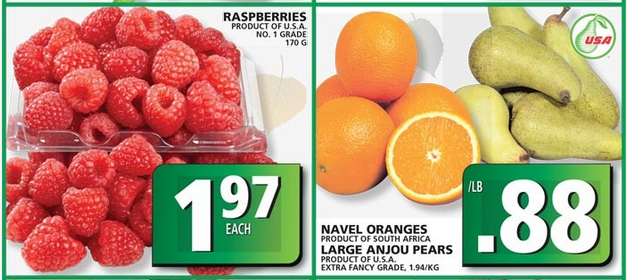 RASPBERRIES
PRODUCT OF U.S.A.
NO. 1 GRADE
170 G
1 97
EACH
USA
NAVEL ORANGES
PRODUCT OF SOUTH AFRICA
LARGE ANJOU PEARS
PRODUCT OF U.S.A.
EXTRA FANCY GRADE, 1.94/KG
/LB
.88